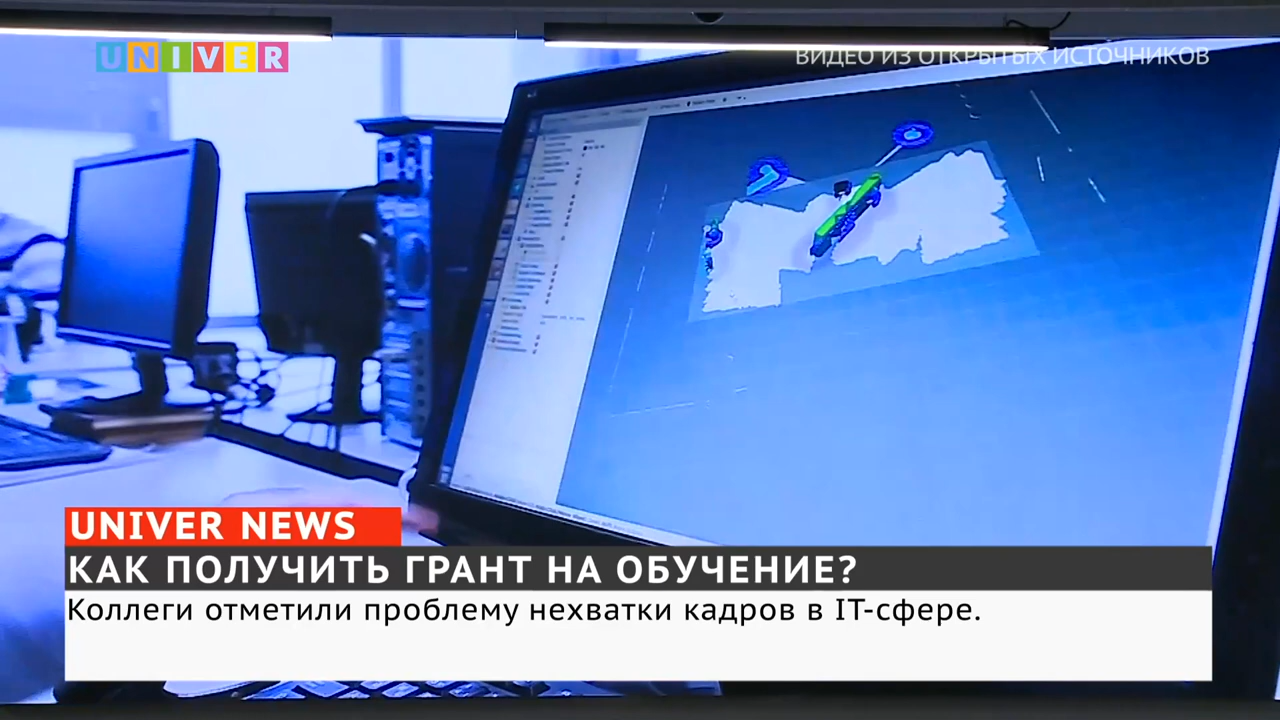 UNIVER
ВИДЕО ИЗ ОТКРЫТЫХ ИСТОЧНИКОВ
UNIVER NEWS
КАК ПОЛУЧИТЬ ГРАНТ НА ОБУЧЕНИЕ?
Коллеги отметили проблему нехватки кадров в IT-сфере.